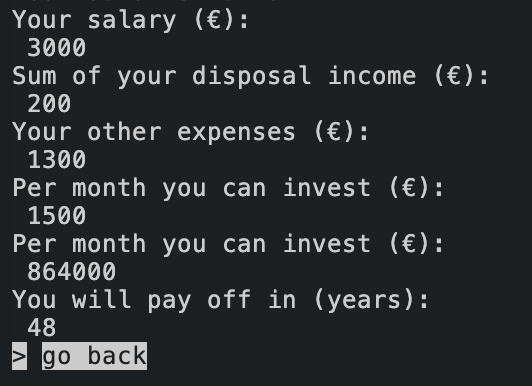 Your salary (€):
3000
Sum of your disposal income (€):
200
Your other expenses (€):
1300
Per month you can invest (€):
1500
Per month you can invest (€):
864000
You will pay off in (years):
48
> go back